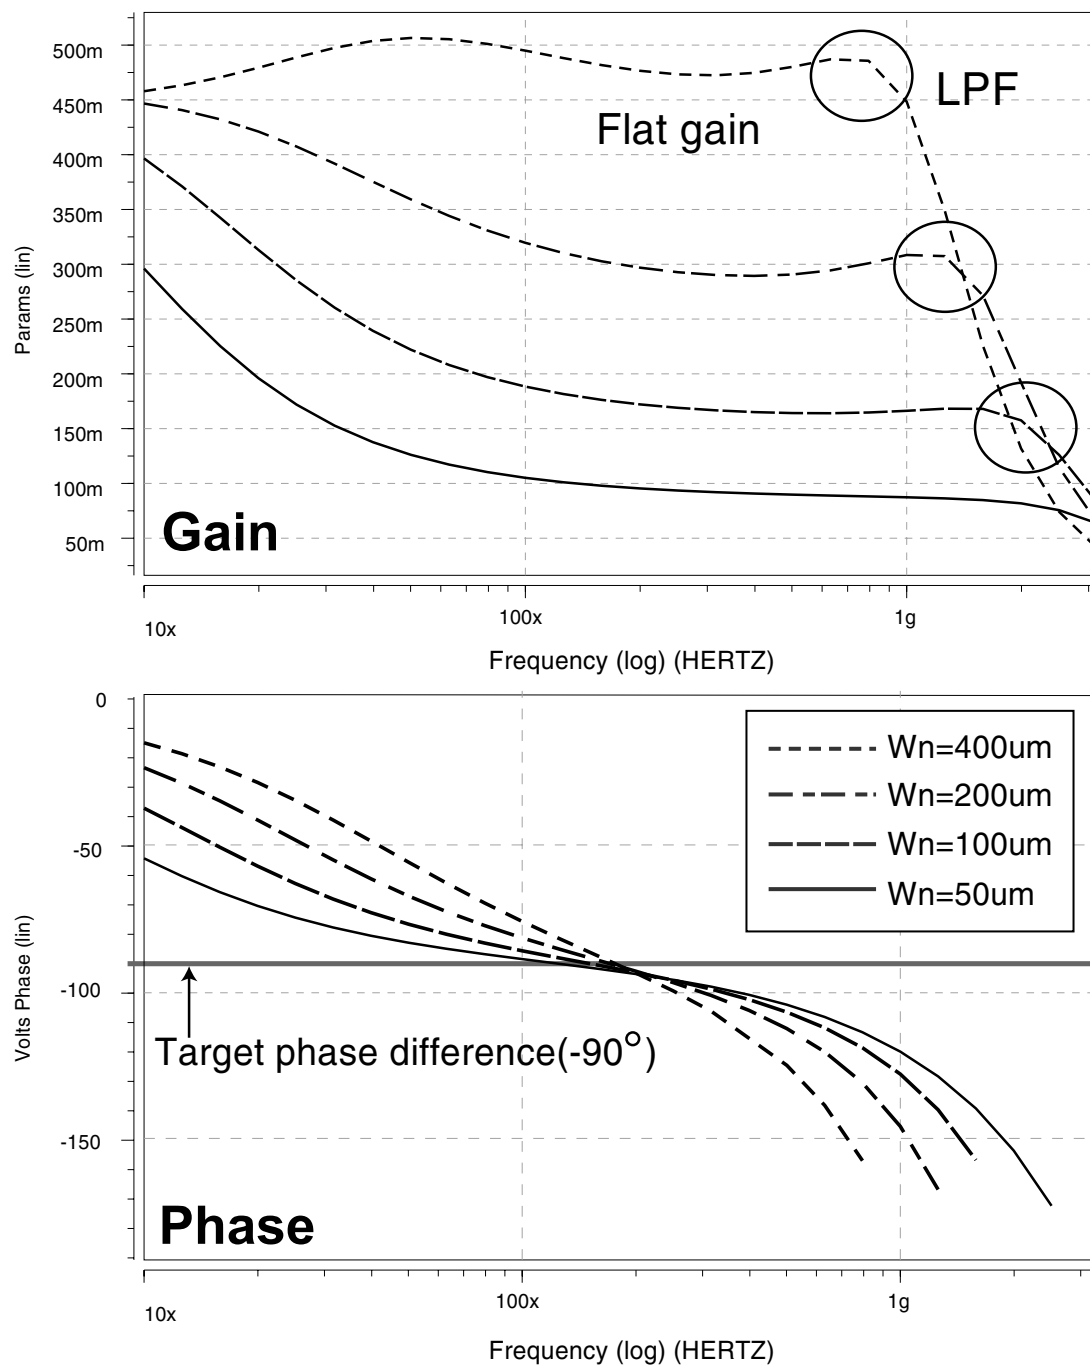 500m
450m
LPF
Flat gain
400m
350m
Params (lin)
300m
250m
200m
150m
100m
Gain
50m
10x
100x
1g
Frequency (log) (HERTZ)
0
Wn=400um
Wn=200um
-50
Wn=100um
Wn=50um
Volts Phase (lin)
-100
Target phase difference(-90°)
-150
Phase
10x
100x
1g
Frequency (log) (HERTZ)